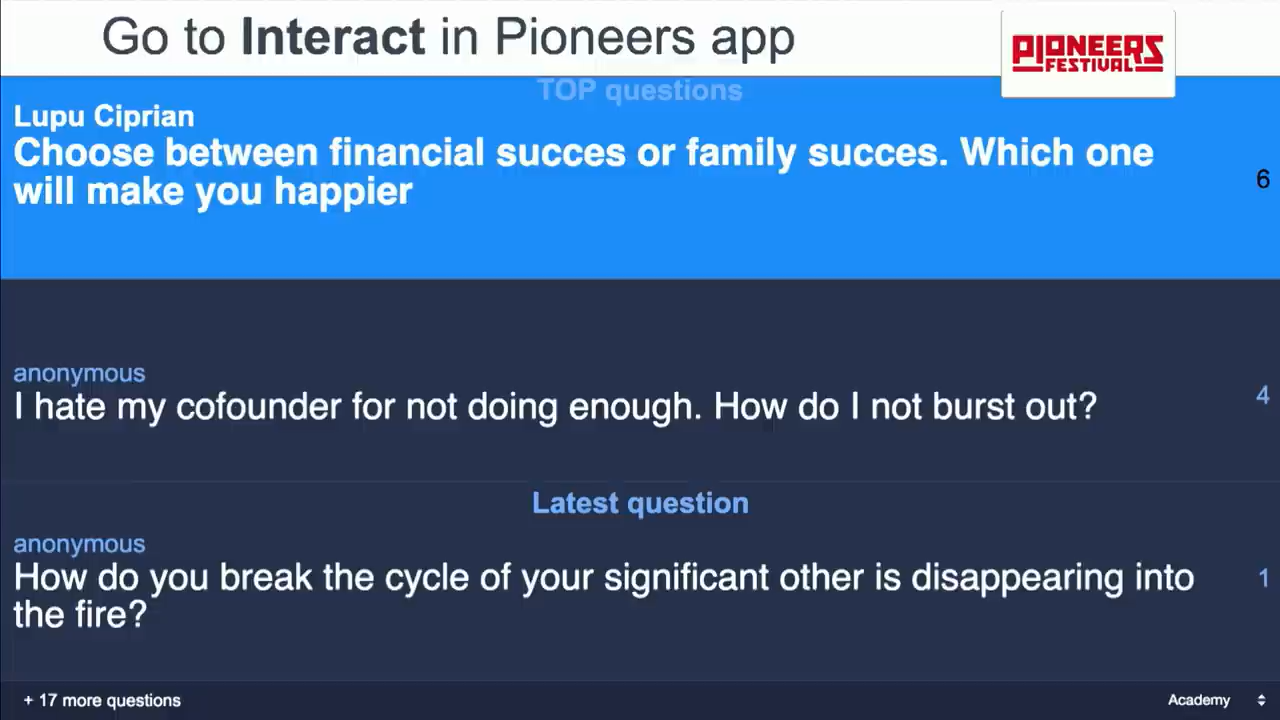 Go to Interact in Pioneers app
PIONEERS
FESTIVAL
TOP questions
Lupu Ciprian
Choose between financial succes or family succes. Which one
will make you happier
6
anonymous
I hate my cofounder for not doing enough. How do I not burst out?
4
Latest question
anonymous
How do you break the cycle of your significant other is disappearing into
the fire?
1
+ 17 more questions
Academy